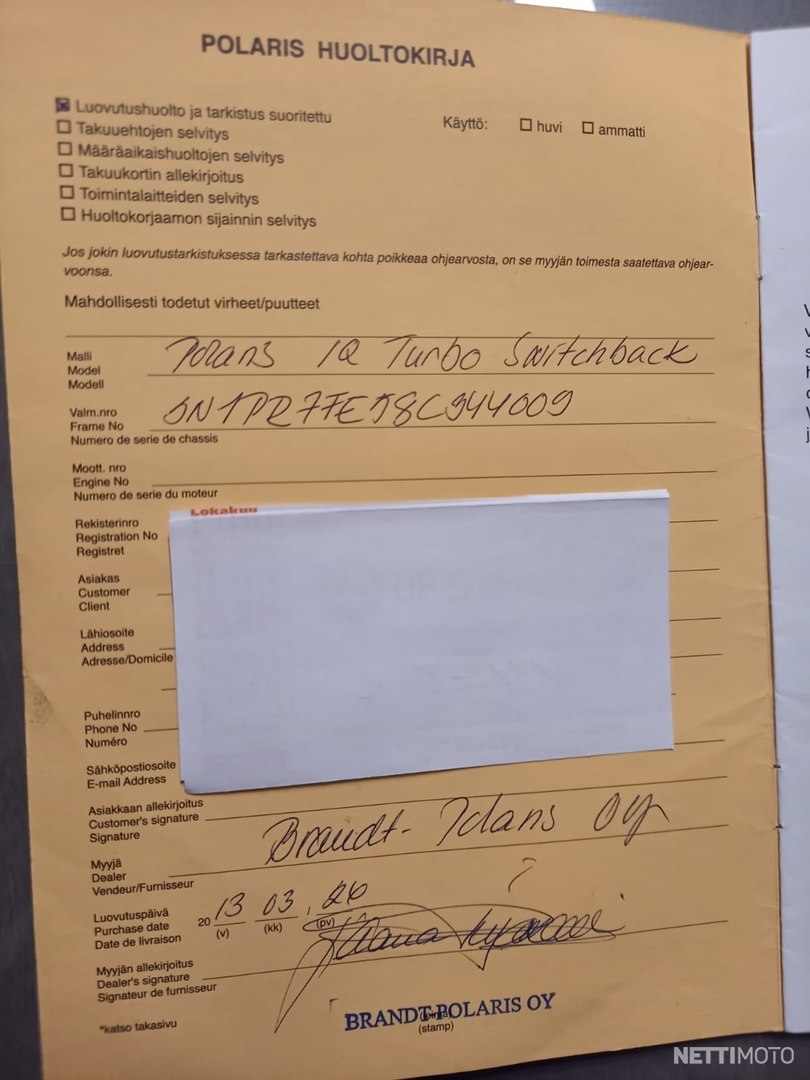 POLARIS HUOLTOKIRJA
☒ Luovutushuolto ja tarkistus suoritettu
☐ Takuuehtojen selvitys
☐ Määräaikaishuoltojen selvitys
☐ Takuukortin allekirjoitus
☐ Toimintalaitteiden selvitys
☐ Huoltokorjaamon sijainnin selvitys
Käyttö: ☐ huvi ☐ ammatti
Jos jokin luovutustarkistuksessa tarkastettava kohta poikkeaa ohjearvosta, on se myyjän toimesta saatettava ohjear-
voonsa.
Mahdollisesti todetut virheet/puutteet
Malli
Model
Modell
Polaris IQ Turbo Switchback
Valm.nro
Frame No
Numero de serie de chassis
SN1PR7FE58C944009
Moott. nro
Engine No
Numero de serie du moteur
Lokakuu
Rekisterinro
Registration No
Registret
Asiakas
Customer
Client
Lähiosoite
Address
Adresse/Domicile
Puhelinnro
Phone No
Numéro
Sähköpostiosoite
E-mail Address
Asiakkaan allekirjoitus
Customer's signature
Signature
Myyjä
Dealer
Vendeur/Furnisseur
Brandt-Polaris Oy
Luovutuspäivä
Purchase date
Date de livraison
20 13 03 , 26
(v) (kk) (pv)
Myyjän allekirjoitus
Dealer's signature
Signateur de furnisseur
BRANDT-POLARIS OY
(stamp)
*katso takasivu
NETTIMOTO